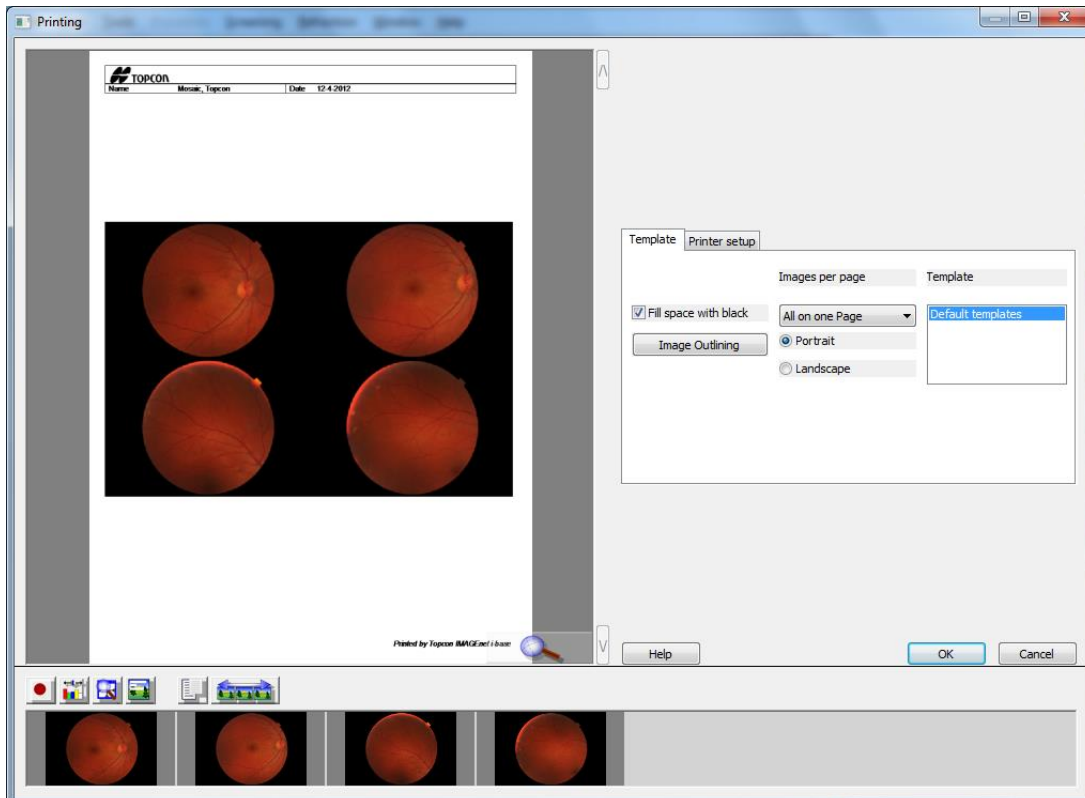 Printing
TOPCON
Name Mosaic, Topcon Date 12-4-2012
Printed by Topcon IMAGEnet i-base
Template Printer setup
Images per page Template
Fill space with black All on one Page Default templates
Image Outlining Portrait
Landscape
Help OK Cancel